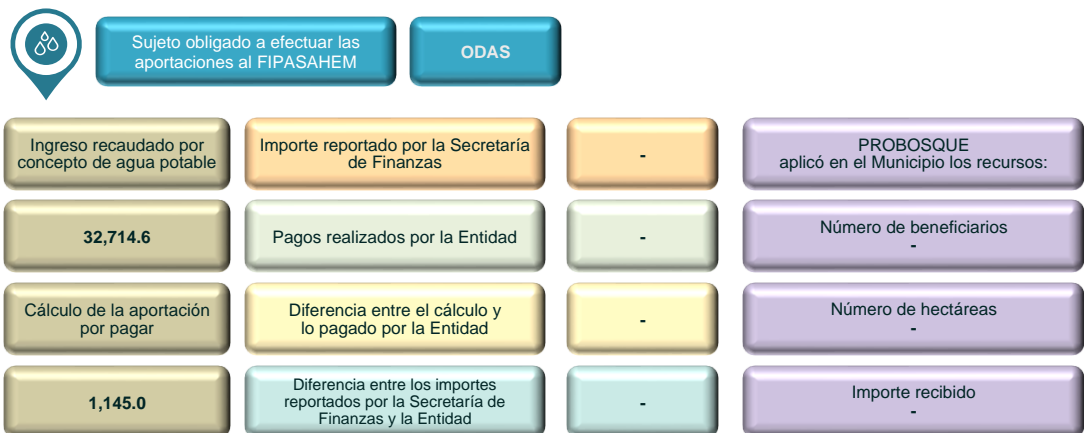 Sujeto obligado a efectuar las
aportaciones al FIPASAHEM
ODAS
Ingreso recaudado por
concepto de agua potable
Importe reportado por la Secretaría
de Finanzas
-
PROBOSQUE
aplicó en el Municipio los recursos:
32,714.6
Pagos realizados por la Entidad
-
Número de beneficiarios
-
Cálculo de la aportación
por pagar
Diferencia entre el cálculo y
lo pagado por la Entidad
-
Número de hectáreas
-
1,145.0
Diferencia entre los importes
reportados por la Secretaría de
Finanzas y la Entidad
-
Importe recibido
-